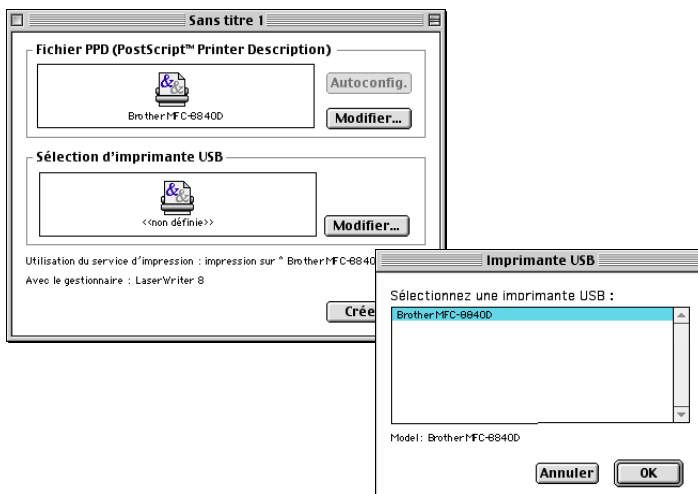 Sans titre 1
Fichier PPD (PostScript™ Printer Description)
Autoconfig.
Brother MFC-8840D
Modifier...
Sélection d'imprimante USB
<<non définie>>
Modifier...
Utilisation du service d'impression : impression sur " Brother MFC-8840
Avec le gestionnaire : LaserWriter 8
Crée
Imprimante USB
Sélectionnez une imprimante USB :
Brother MFC-8840D
Model: Brother MFC-8840D
Annuler
OK